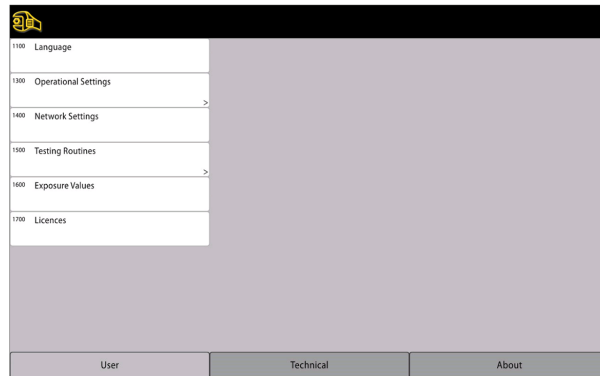 1100 Language
1300 Operational Settings
>
1400 Network Settings
1500 Testing Routines
>
1600 Exposure Values
1700 Licences
User Technical About